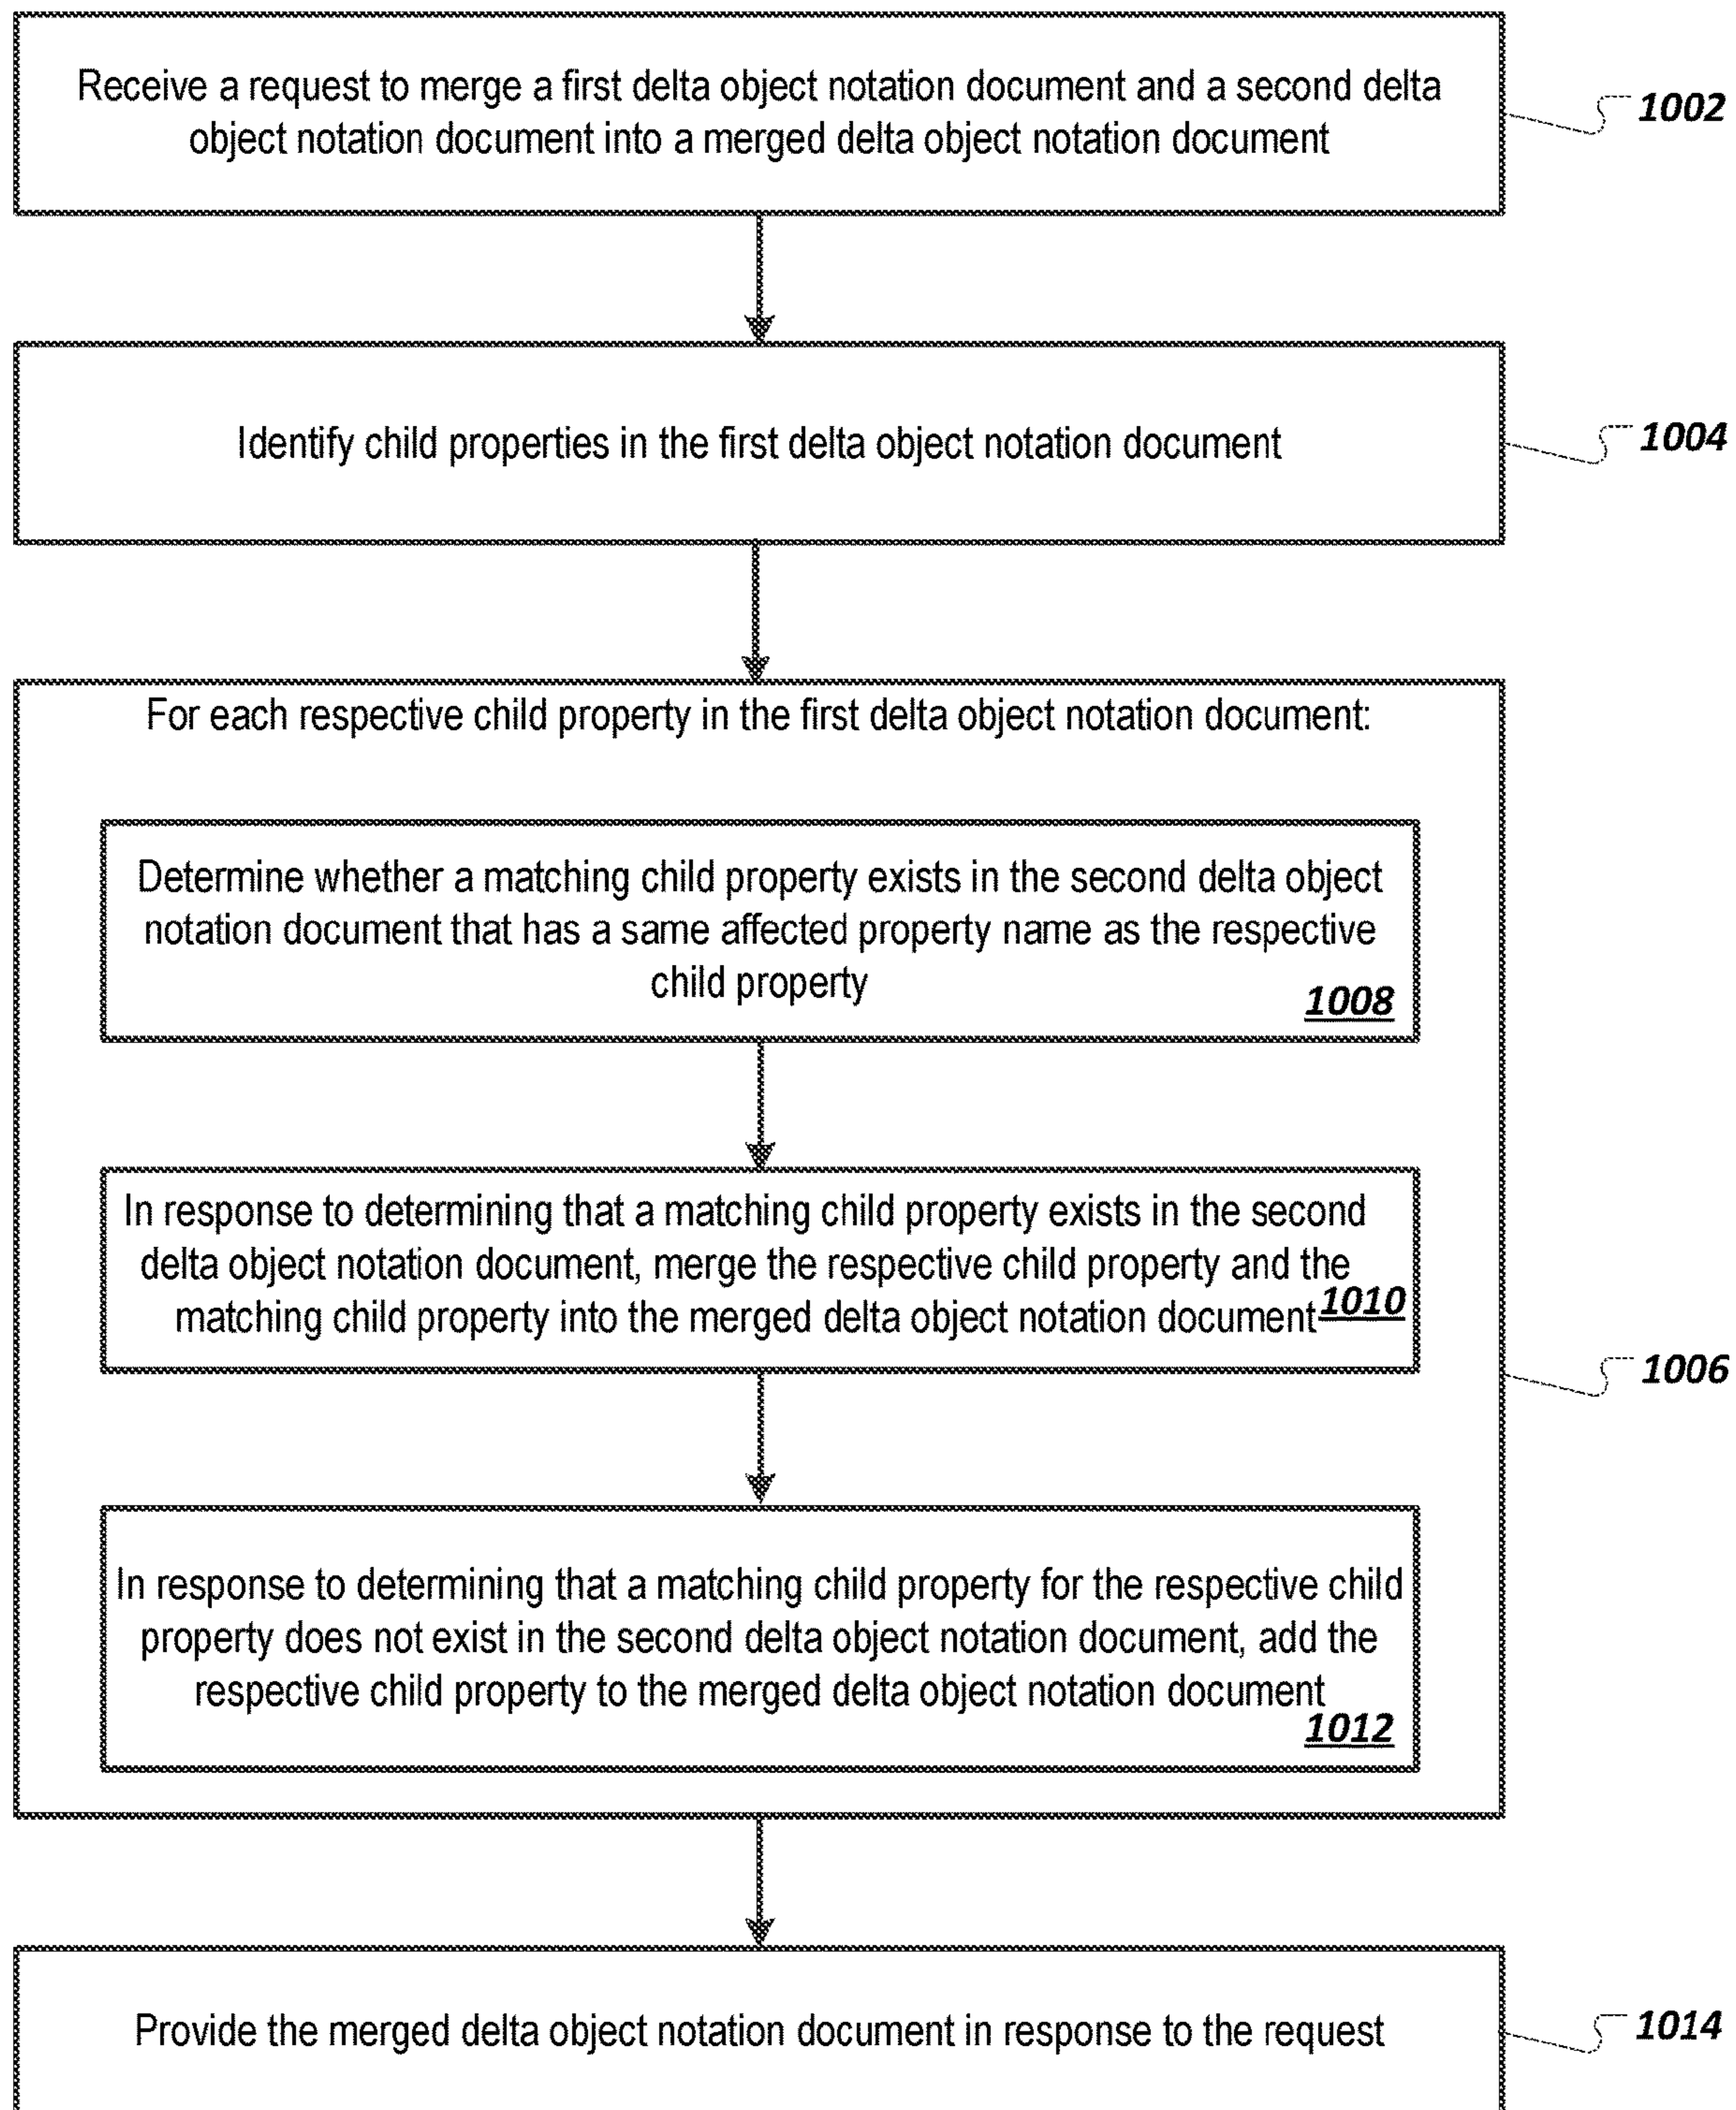 Receive a request to merge a first delta object notation document and a second delta
object notation document into a merged delta object notation document
1002
Identify child properties in the first delta object notation document
1004
For each respective child property in the first delta object notation document:
Determine whether a matching child property exists in the second delta object
notation document that has a same affected property name as the respective
child property
1008
In response to determining that a matching child property exists in the second
delta object notation document, merge the respective child property and the
matching child property into the merged delta object notation document
1010
1006
In response to determining that a matching child property for the respective child
property does not exist in the second delta object notation document, add the
respective child property to the merged delta object notation document
1012
Provide the merged delta object notation document in response to the request
1014